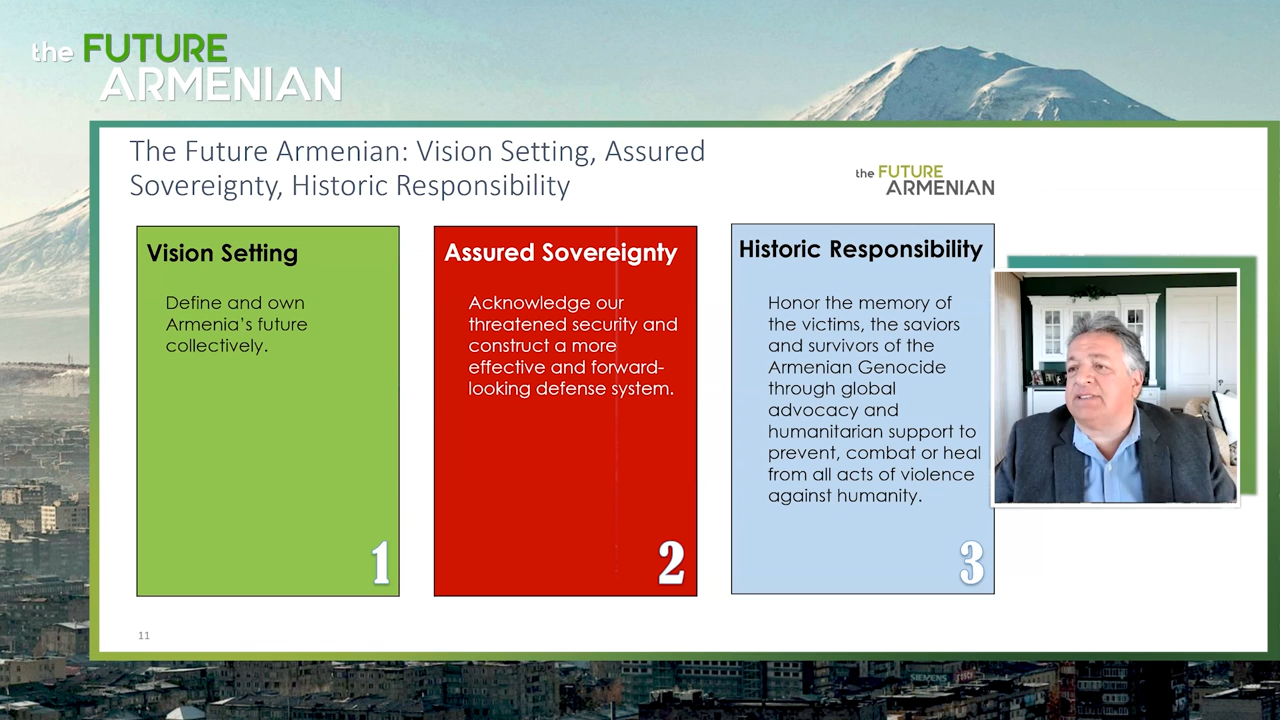 the FUTURE
ARMENIAN
The Future Armenian: Vision Setting, Assured
Sovereignty, Historic Responsibility
the FUTURE
ARMENIAN
Vision Setting
Define and own
Armenia’s future
collectively.
1
Assured Sovereignty
Acknowledge our
threatened security and
construct a more
effective and forward-
looking defense system.
2
Historic Responsibility
Honor the memory of
the victims, the saviors
and survivors of the
Armenian Genocide
through global
advocacy and
humanitarian support to
prevent, combat or heal
from all acts of violence
against humanity.
3
11
SIEMENS